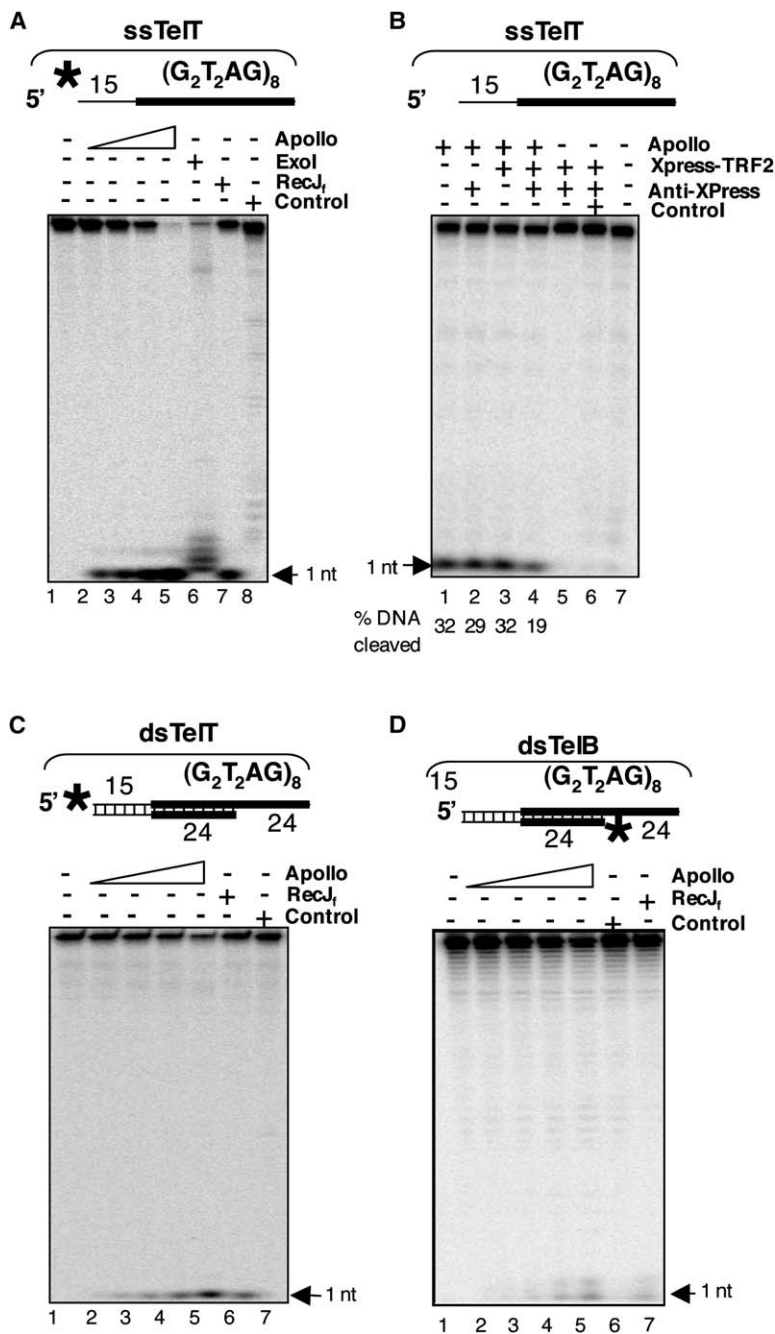 A
ssTelT
* 15 (G2T2AG)8
5’
- - - - Apollo
- - - - - + - - ExoI
- - - - - - + - RecJf
- - - - - - - + Control
1 nt
1 2 3 4 5 6 7 8
B
ssTelT
15 (G2T2AG)8
5’
+ + + + - - - Apollo
- - + + + + - Xpress-TRF2
- + - + + + - Anti-XPress
+ Control
1 nt
1 2 3 4 5 6 7
% DNA cleaved
32 29 32 19
C
dsTelT
15 (G2T2AG)8
5’ *
24 24
- - - Apollo
- - - - - + - RecJf
- - - - - - + Control
1 nt
1 2 3 4 5 6 7
D
dsTelB
15 (G2T2AG)8
5’
24 * 24
- - - Apollo
- - - - - - + RecJf
- - - - - + - Control
1 nt
1 2 3 4 5 6 7